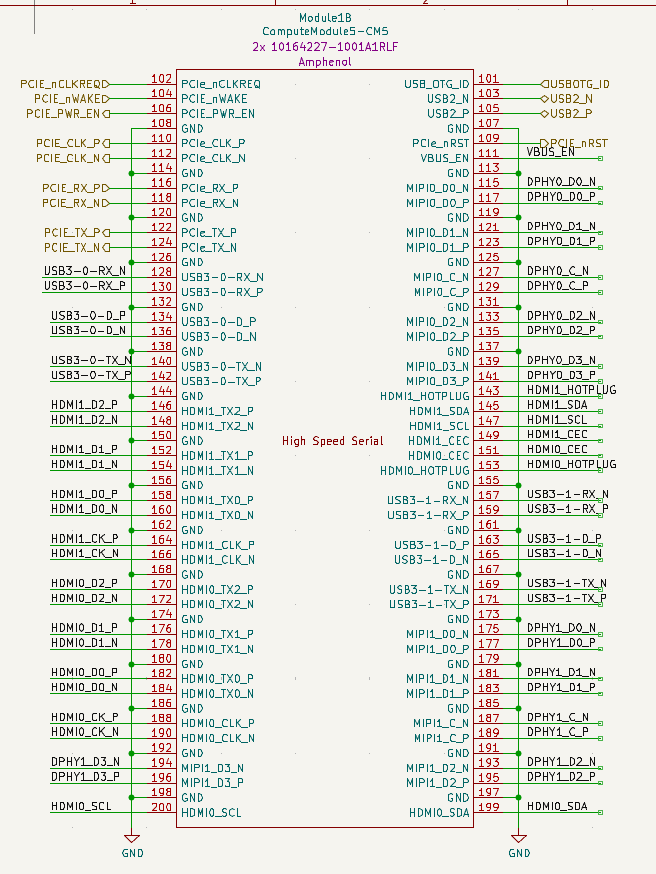 Module1B
ComputeModule5-CM5
2x 10164227-1001A1RLF
Amphenol
PCIE_nCLKREQ 102 PCIe_nCLKREQ USB_OTG_ID 101 USBOTG_ID
PCIE_nWAKE 104 PCIe_nWAKE USB2_N 103 USB2_N
PCIE_PWR_EN 106 PCIE_PWR_EN USB2_P 105 USB2_P
108 GND GND 107
PCIE_CLK_P 110 PCIe_CLK_P PCIe_nRST 109 PCIE_nRST
PCIE_CLK_N 112 PCIe_CLK_N VBUS_EN 111 VBUS_EN
114 GND GND 113
PCIE_RX_P 116 PCIe_RX_P MIPI0_D0_N 115 DPHY0_D0_N
PCIE_RX_N 118 PCIe_RX_N MIPI0_D0_P 117 DPHY0_D0_P
120 GND GND 119
PCIE_TX_P 122 PCIe_TX_P MIPI0_D1_N 121 DPHY0_D1_N
PCIE_TX_N 124 PCIe_TX_N MIPI0_D1_P 123 DPHY0_D1_P
126 GND GND 125
USB3-0-RX_N 128 USB3-0-RX_N MIPI0_C_N 127 DPHY0_C_N
USB3-0-RX_P 130 USB3-0-RX_P MIPI0_C_P 129 DPHY0_C_P
132 GND GND 131
USB3-0-D_P 134 USB3-0-D_P MIPI0_D2_N 133 DPHY0_D2_N
USB3-0-D_N 136 USB3-0-D_N MIPI0_D2_P 135 DPHY0_D2_P
138 GND GND 137
USB3-0-TX_N 140 USB3-0-TX_N MIPI0_D3_N 139 DPHY0_D3_N
USB3-0-TX_P 142 USB3-0-TX_P MIPI0_D3_P 141 DPHY0_D3_P
144 GND HDMI1_HOTPLUG 143 HDMI1_HOTPLUG
HDMI1_D2_P 146 HDMI1_TX2_P HDMI1_SDA 145 HDMI1_SDA
HDMI1_D2_N 148 HDMI1_TX2_N HDMI1_SCL 147 HDMI1_SCL
150 GND High Speed Serial HDMI1_CEC 149 HDMI1_CEC
HDMI1_D1_P 152 HDMI1_TX1_P HDMI0_CEC 151 HDMI0_CEC
HDMI1_D1_N 154 HDMI1_TX1_N HDMI0_HOTPLUG 153 HDMI0_HOTPLUG
156 GND GND 155
HDMI1_D0_P 158 HDMI1_TX0_P USB3-1-RX_N 157 USB3-1-RX_N
HDMI1_D0_N 160 HDMI1_TX0_N USB3-1-RX_P 159 USB3-1-RX_P
162 GND GND 161
HDMI1_CK_P 164 HDMI1_CLK_P USB3-1-D_P 163 USB3-1-D_P
HDMI1_CK_N 166 HDMI1_CLK_N USB3-1-D_N 165 USB3-1-D_N
168 GND GND 167
HDMI0_D2_P 170 HDMI0_TX2_P USB3-1-TX_N 169 USB3-1-TX_N
HDMI0_D2_N 172 HDMI0_TX2_N USB3-1-TX_P 171 USB3-1-TX_P
174 GND GND 173
HDMI0_D1_P 176 HDMI0_TX1_P MIPI1_D0_N 175 DPHY1_D0_N
HDMI0_D1_N 178 HDMI0_TX1_N MIPI1_D0_P 177 DPHY1_D0_P
180 GND GND 179
HDMI0_D0_P 182 HDMI0_TX0_P MIPI1_D1_N 181 DPHY1_D1_N
HDMI0_D0_N 184 HDMI0_TX0_N MIPI1_D1_P 183 DPHY1_D1_P
186 GND GND 185
HDMI0_CK_P 188 HDMI0_CLK_P MIPI1_C_N 187 DPHY1_C_N
HDMI0_CK_N 190 HDMI0_CLK_N MIPI1_C_P 189 DPHY1_C_P
192 GND GND 191
DPHY1_D3_N 194 MIPI1_D3_N MIPI1_D2_N 193 DPHY1_D2_N
DPHY1_D3_P 196 MIPI1_D3_P MIPI1_D2_P 195 DPHY1_D2_P
198 GND GND 197
HDMI0_SCL 200 HDMI0_SCL HDMI0_SDA 199 HDMI0_SDA
GND GND